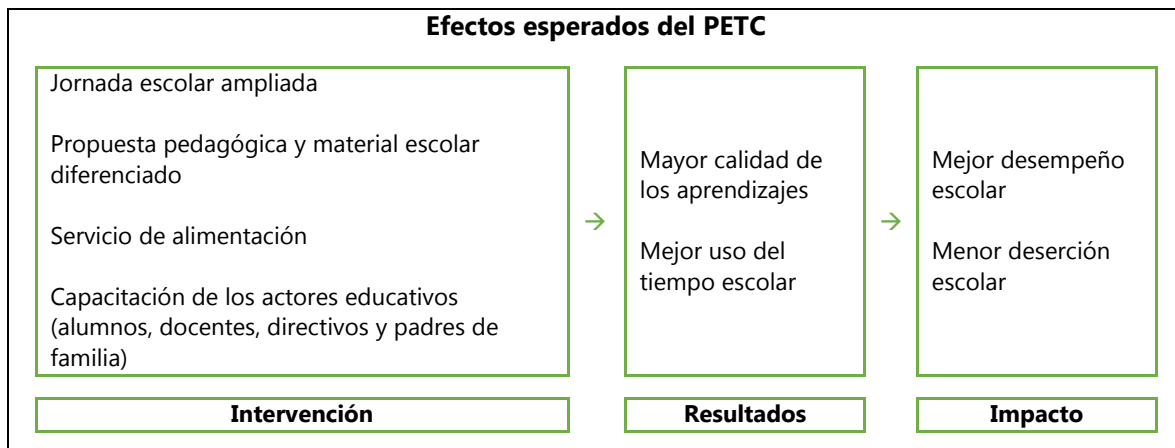 Efectos esperados del PETC
Jornada escolar ampliada
Propuesta pedagógica y material escolar
diferenciado
Servicio de alimentación
Capacitación de los actores educativos
(alumnos, docentes, directivos y padres de
familia)
Intervención
→
Mayor calidad de
los aprendizajes
Mejor uso del
tiempo escolar
Resultados
→
Mejor desempeño
escolar
Menor deserción
escolar
Impacto